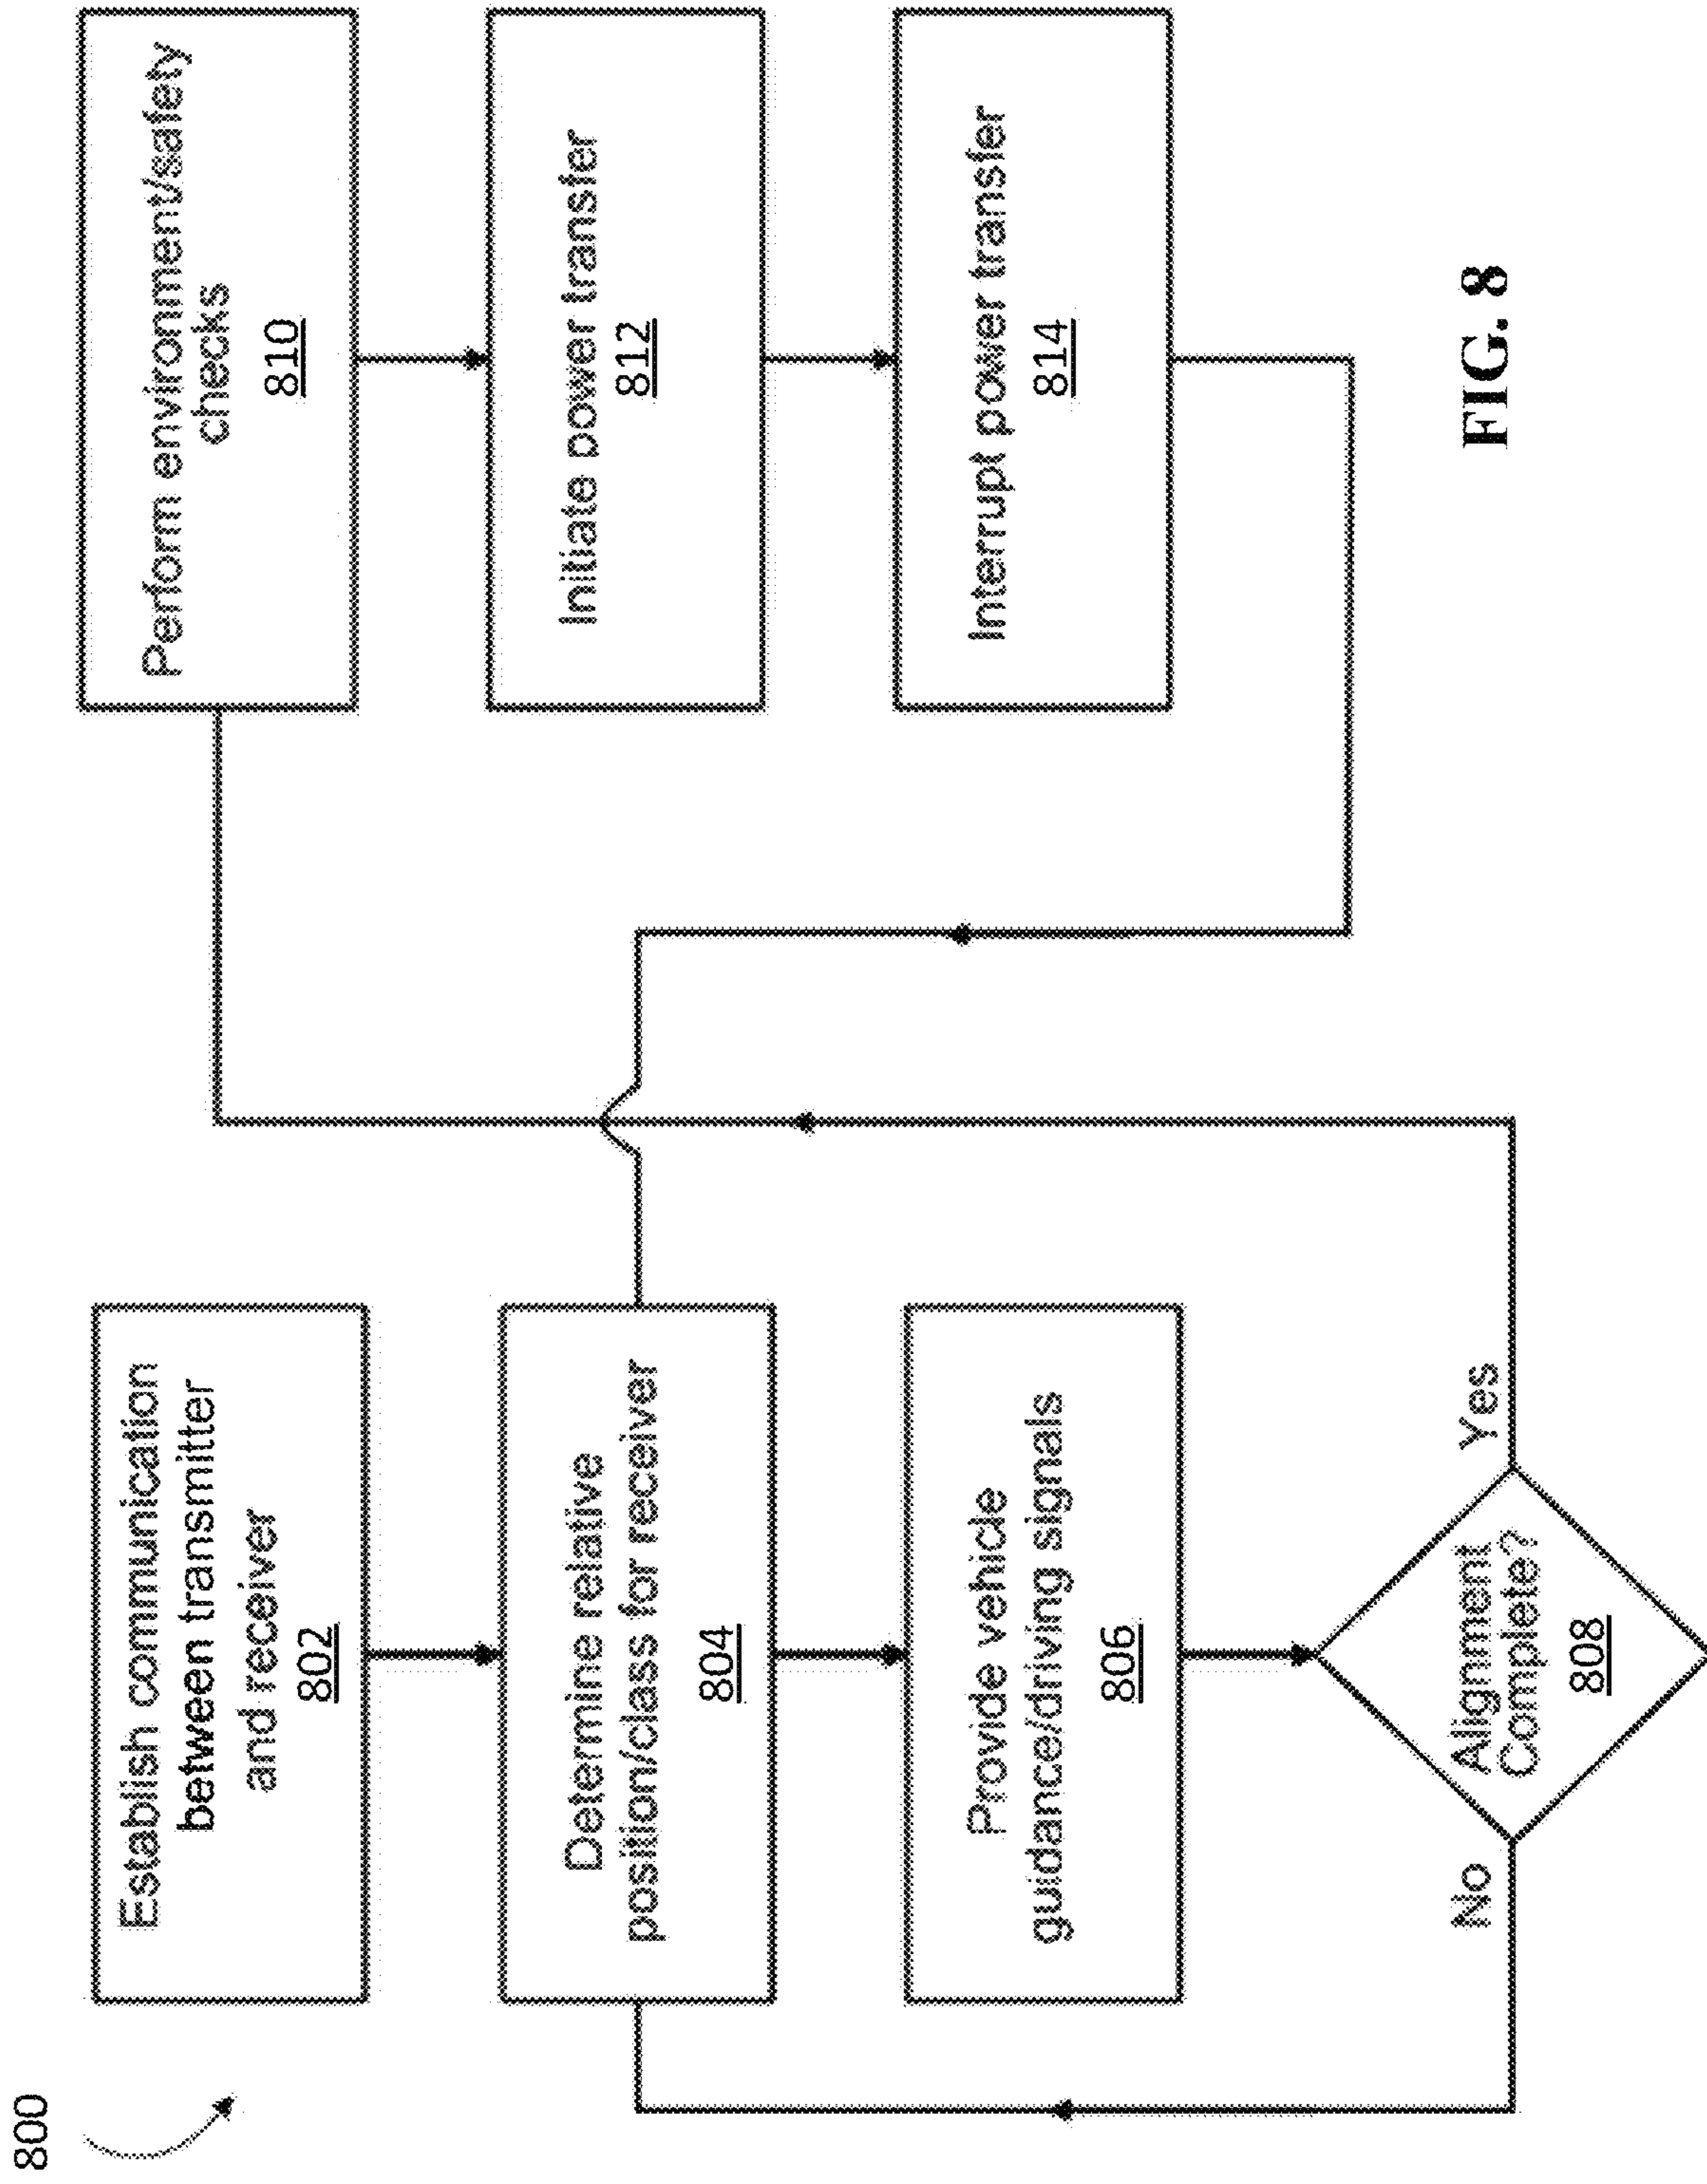 800
Establish communication
between transmitter
and receiver
802
Determine relative
position/class for receiver
804
Provide vehicle
guidance/driving signals
806
Alignment
Complete?
808
No
Yes
Perform environment/safety
checks
810
Initiate power transfer
812
Interrupt power transfer
814
FIG. 8